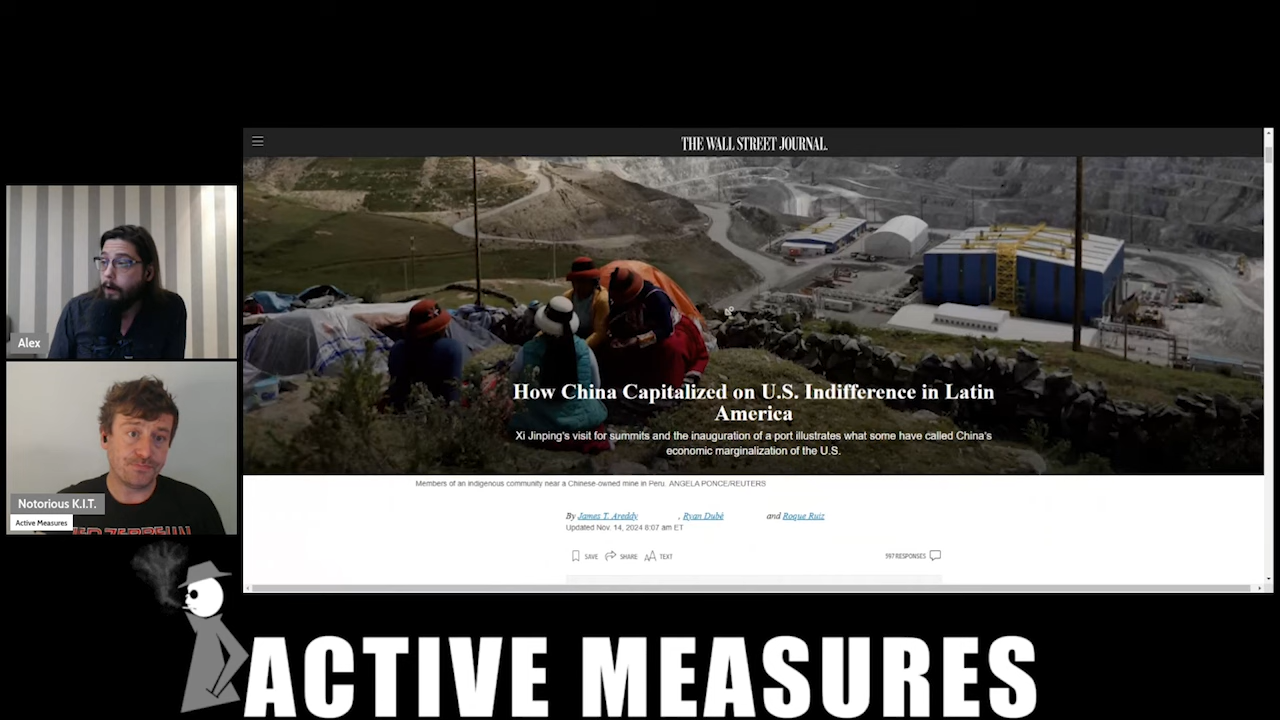 THE WALL STREET JOURNAL.
Alex
How China Capitalized on U.S. Indifference in Latin
America
Xi Jinping's visit for summits and the inauguration of a port illustrates what some have called China's
economic marginalization of the U.S.
Members of an indigenous community near a Chinese-owned mine in Peru. ANGELA PONCE/REUTERS
Notorious K.I.T.
Active Measures
LED ZEPPELIN
By James T. Areddy , Ryan Dubé and Roque Ruiz
Updated Nov. 14, 2024 8:07 am ET
SAVE SHARE TEXT
597 RESPONSES
ACTIVE MEASURES